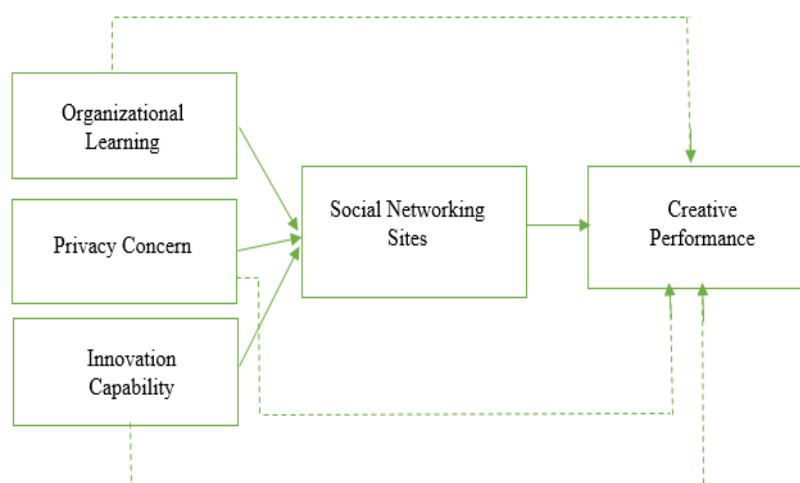 Organizational
Learning
Privacy Concern
Innovation
Capability
Social Networking
Sites
Creative
Performance